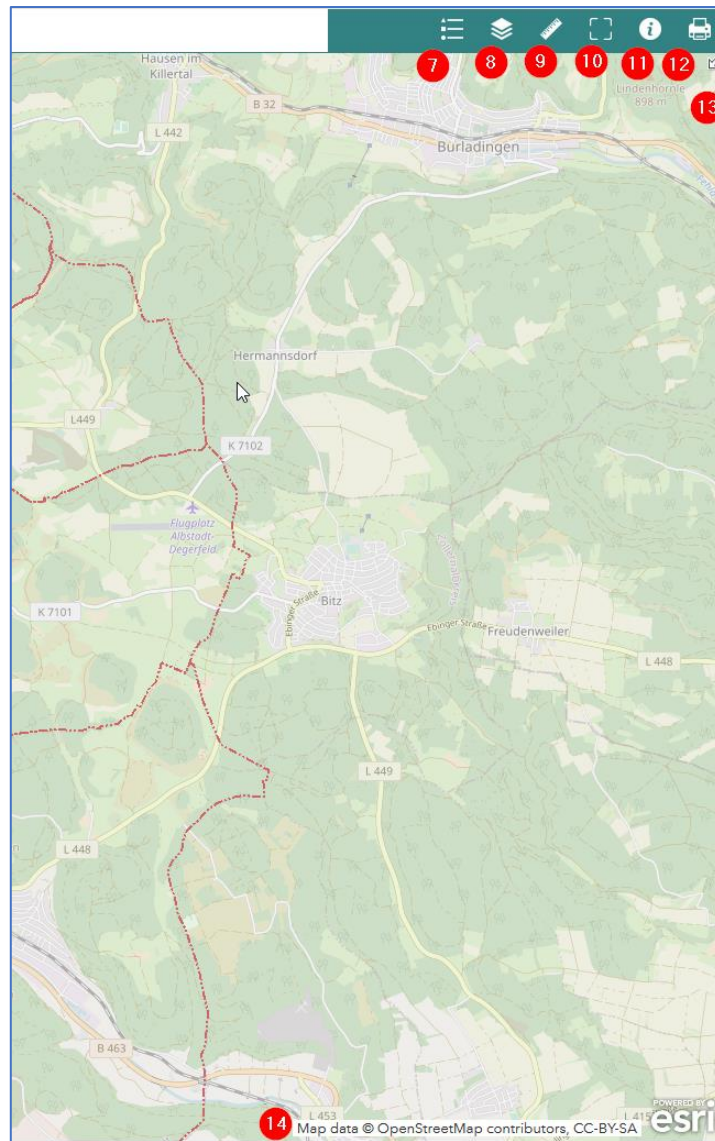 7
8
9
10
11
12
13
Hausen im
Killertal
B 32
L 442
Lindenhörnle
898 m
Burladingen
Hermannsdorf
L449
K 7102
Flugplatz
Albstadt-
Degerfeld
K 7101
Bitz
Ebinger Straße
Ebinger Straße
Freudenweiler
L 448
L 449
L 448
B 463
L 453
L 415
14
Map data © OpenStreetMap contributors, CC-BY-SA
POWERED BY
esri